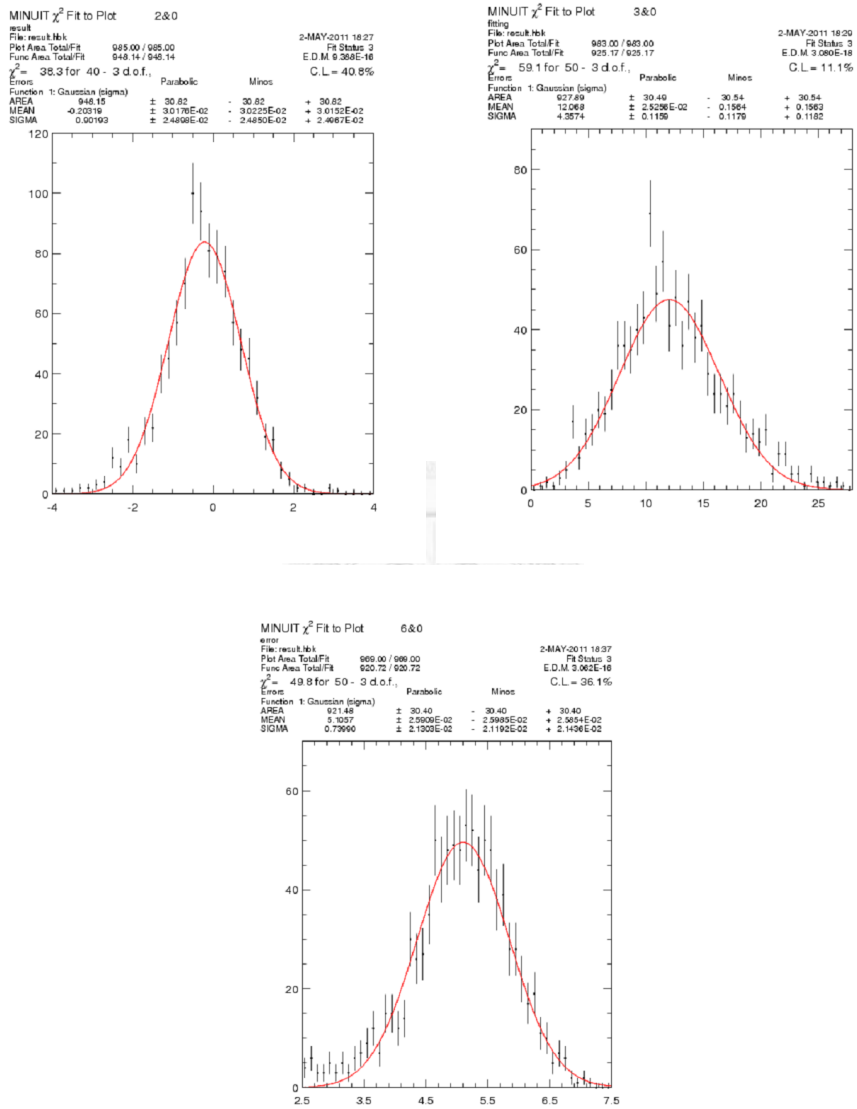 MINUIT χ² Fit to Plot 2&0
result
File: result.hbk 2-MAY-2011 18:27
Plot Area Total/Fit 985.00 / 985.00 Fit Status 3
Func Area Total/Fit 948.14 / 948.14 E.D.M. 9.388E-16
χ²= 38.3 for 40 - 3 d.o.f., C.L.= 40.8%
Errors Parabolic Minos
Function 1: Gaussian (sigma)
AREA 948.15 ± 30.82 - 30.82 + 30.82
MEAN -0.20319 ± 3.0176E-02 - 3.0225E-02 + 3.0152E-02
SIGMA 0.90193 ± 2.4898E-02 - 2.4850E-02 + 2.4967E-02
120
100
80
60
40
20
0
-4 -2 0 2 4
MINUIT χ² Fit to Plot 3&0
fitting
File: result.hbk 2-MAY-2011 18:29
Plot Area Total/Fit 983.00 / 983.00 Fit Status 3
Func Area Total/Fit 925.17 / 925.17 E.D.M. 3.080E-18
χ²= 59.1 for 50 - 3 d.o.f., C.L.= 11.1%
Errors Parabolic Minos
Function 1: Gaussian (sigma)
AREA 927.89 ± 30.49 - 30.54 + 30.54
MEAN 12.068 ± 2.5256E-02 - 0.1564 + 0.1563
SIGMA 4.3574 ± 0.1159 - 0.1179 + 0.1182
80
60
40
20
0
0 5 10 15 20 25
MINUIT χ² Fit to Plot 6&0
error
File: result.hbk 2-MAY-2011 18:37
Plot Area Total/Fit 969.00 / 969.00 Fit Status 3
Func Area Total/Fit 920.72 / 920.72 E.D.M. 3.062E-16
χ²= 49.8 for 50 - 3 d.o.f., C.L.= 36.1%
Errors Parabolic Minos
Function 1: Gaussian (sigma)
AREA 921.48 ± 30.40 - 30.40 + 30.40
MEAN 5.1057 ± 2.5909E-02 - 2.5985E-02 + 2.5854E-02
SIGMA 0.73990 ± 2.1303E-02 - 2.1192E-02 + 2.1436E-02
60
40
20
0
2.5 3.5 4.5 5.5 6.5 7.5